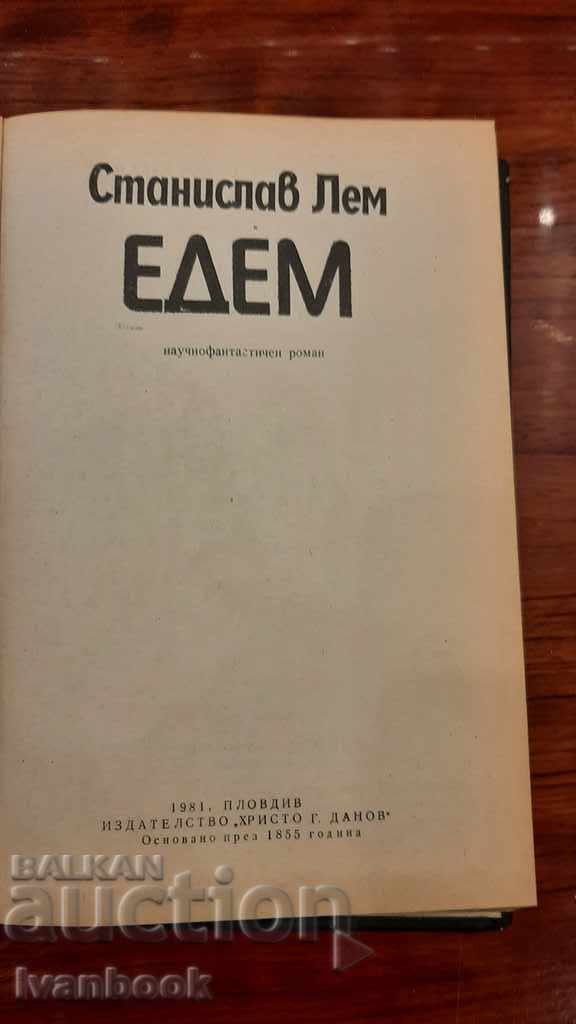 Станислав Лем
ЕДЕМ
научнофантастичен роман
1981, ПЛОВДИВ
ИЗДАТЕЛСТВО „ХРИСТО Г. ДАНОВ“
Основано през 1855 година
BALKAN
auction
Ivanbook